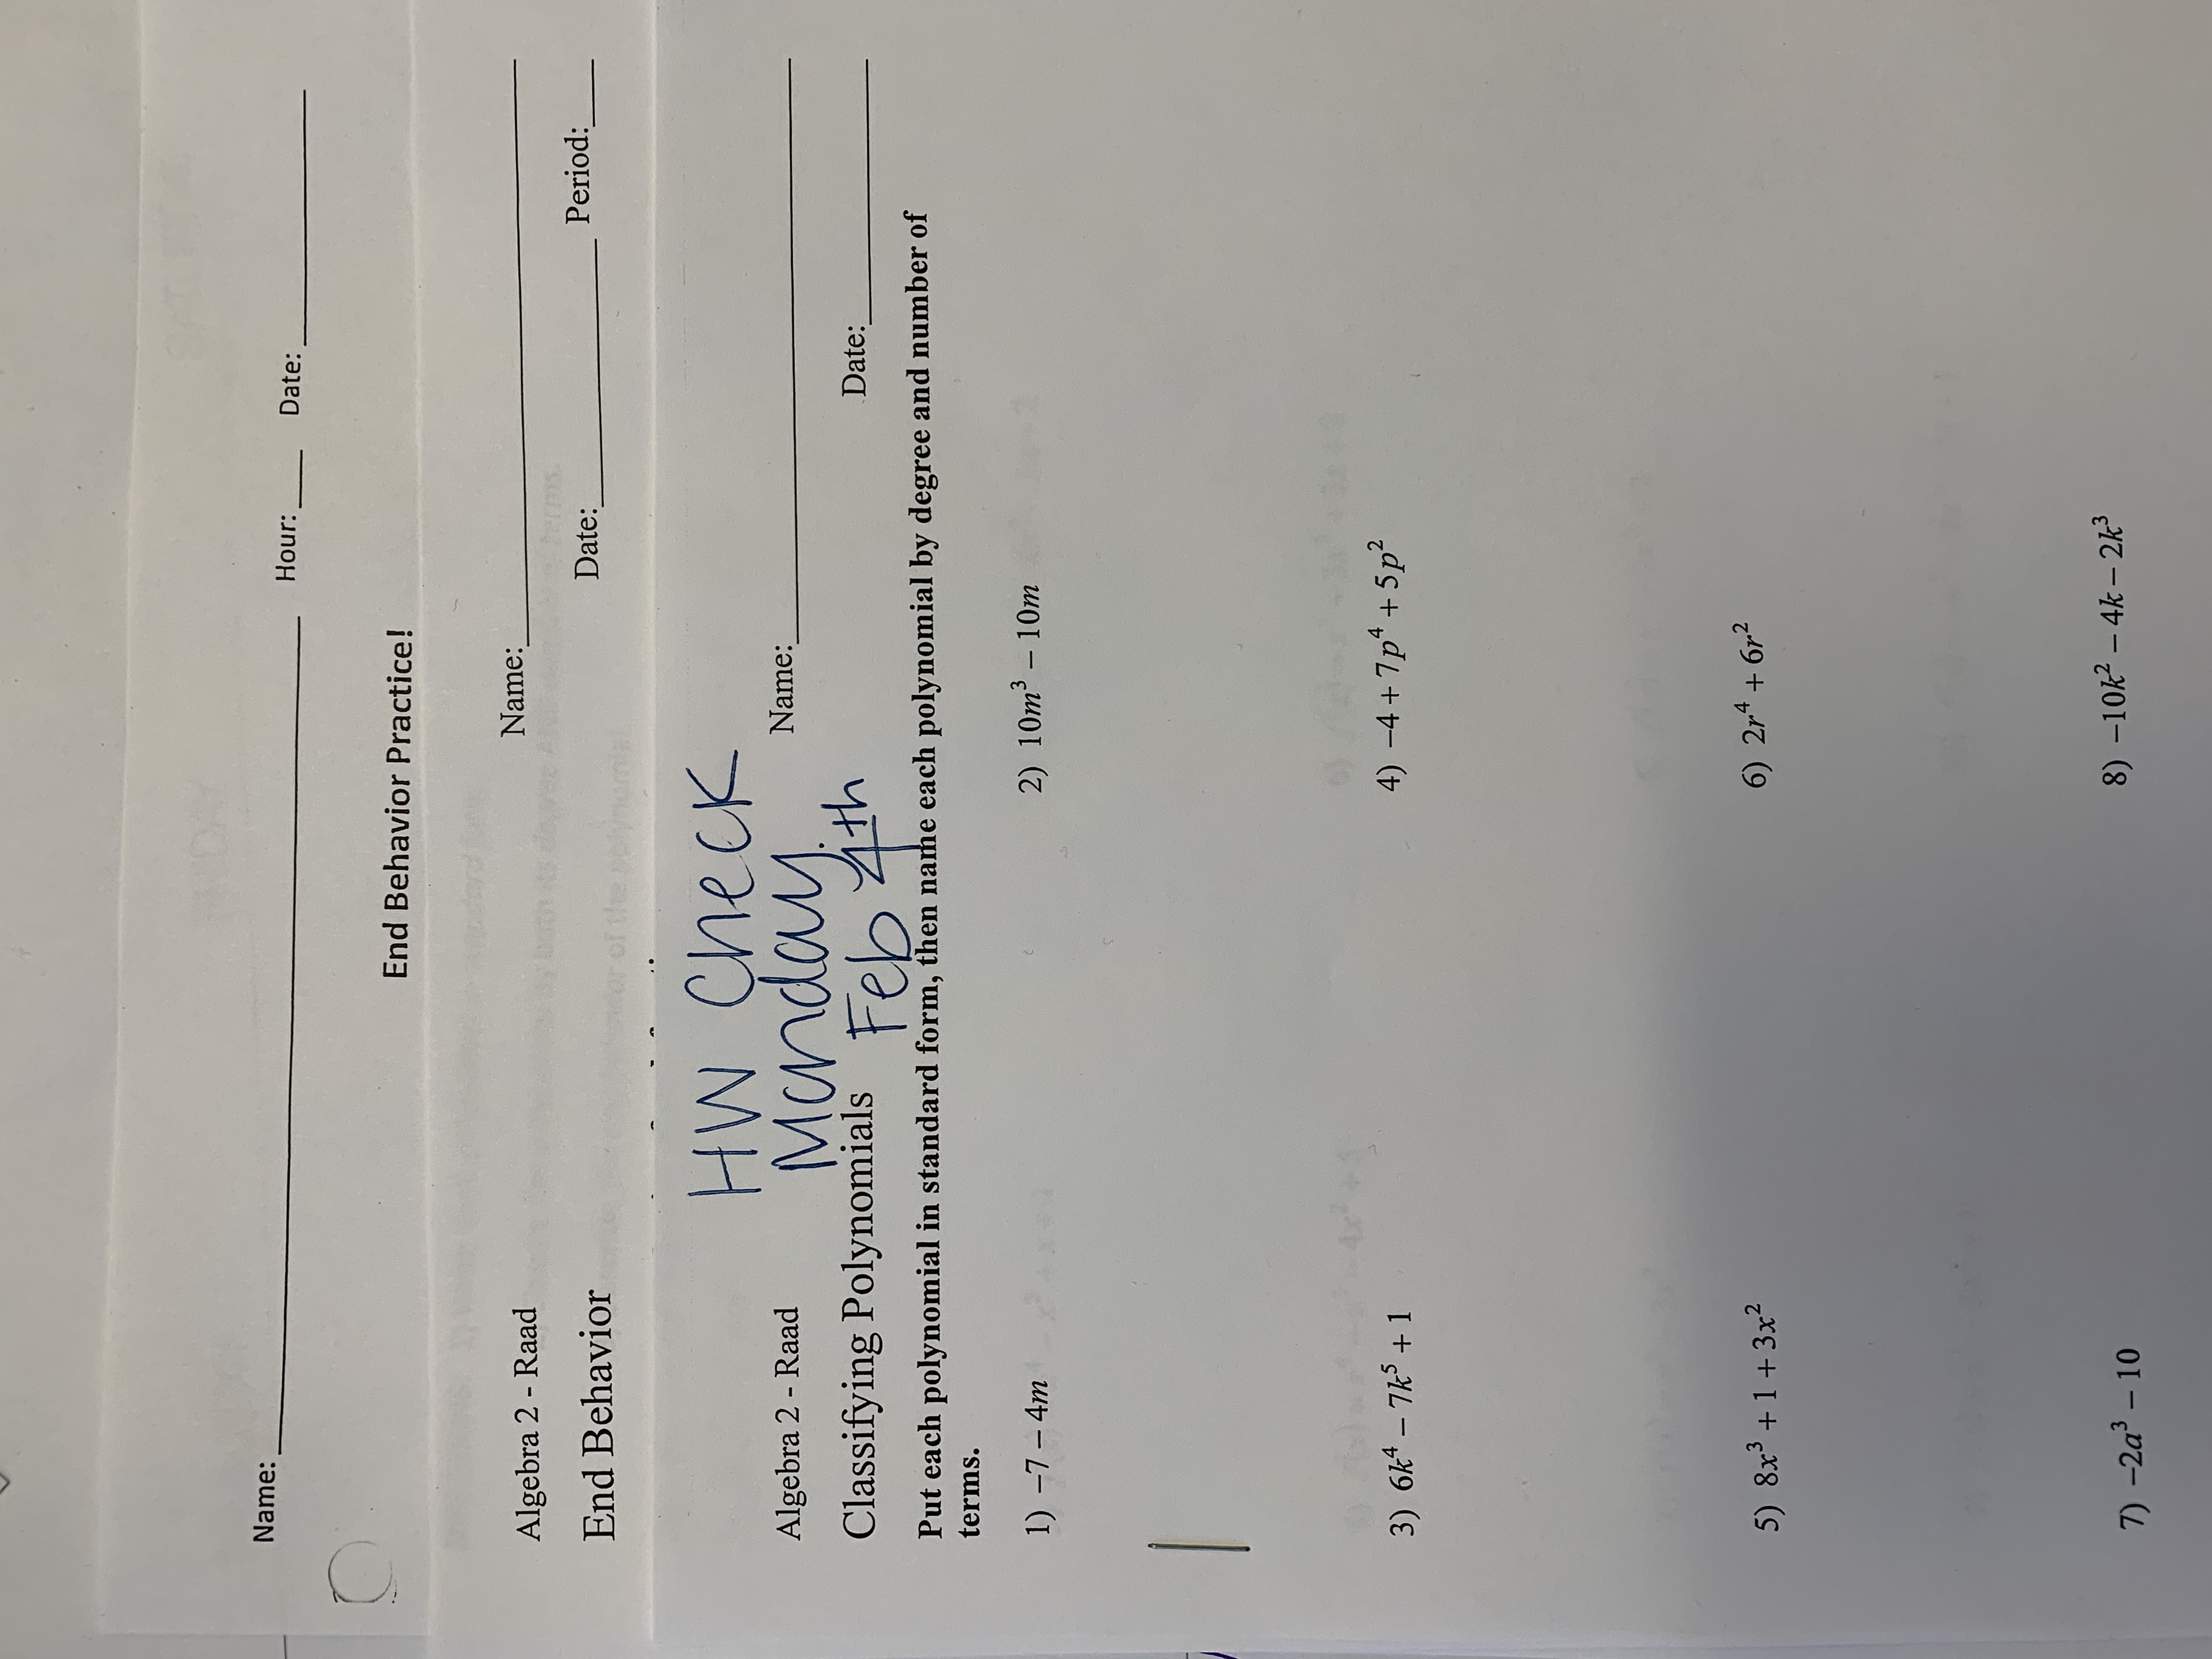 Name: Hour: Date:
End Behavior Practice!
Algebra 2 - Raad Name:
End Behavior Date: Period:
HW Check
Monday.
Feb 4th
Algebra 2 - Raad Name:
Classifying Polynomials Date:
Put each polynomial in standard form, then name each polynomial by degree and number of
terms.
1) −7 − 4m 2) 10m³ − 10m
3) 6k⁴ − 7k⁵ + 1 4) −4 + 7p⁴ + 5p²
5) 8x³ + 1 + 3x² 6) 2r⁴ + 6r²
7) −2a³ − 10 8) −10k² − 4k − 2k³